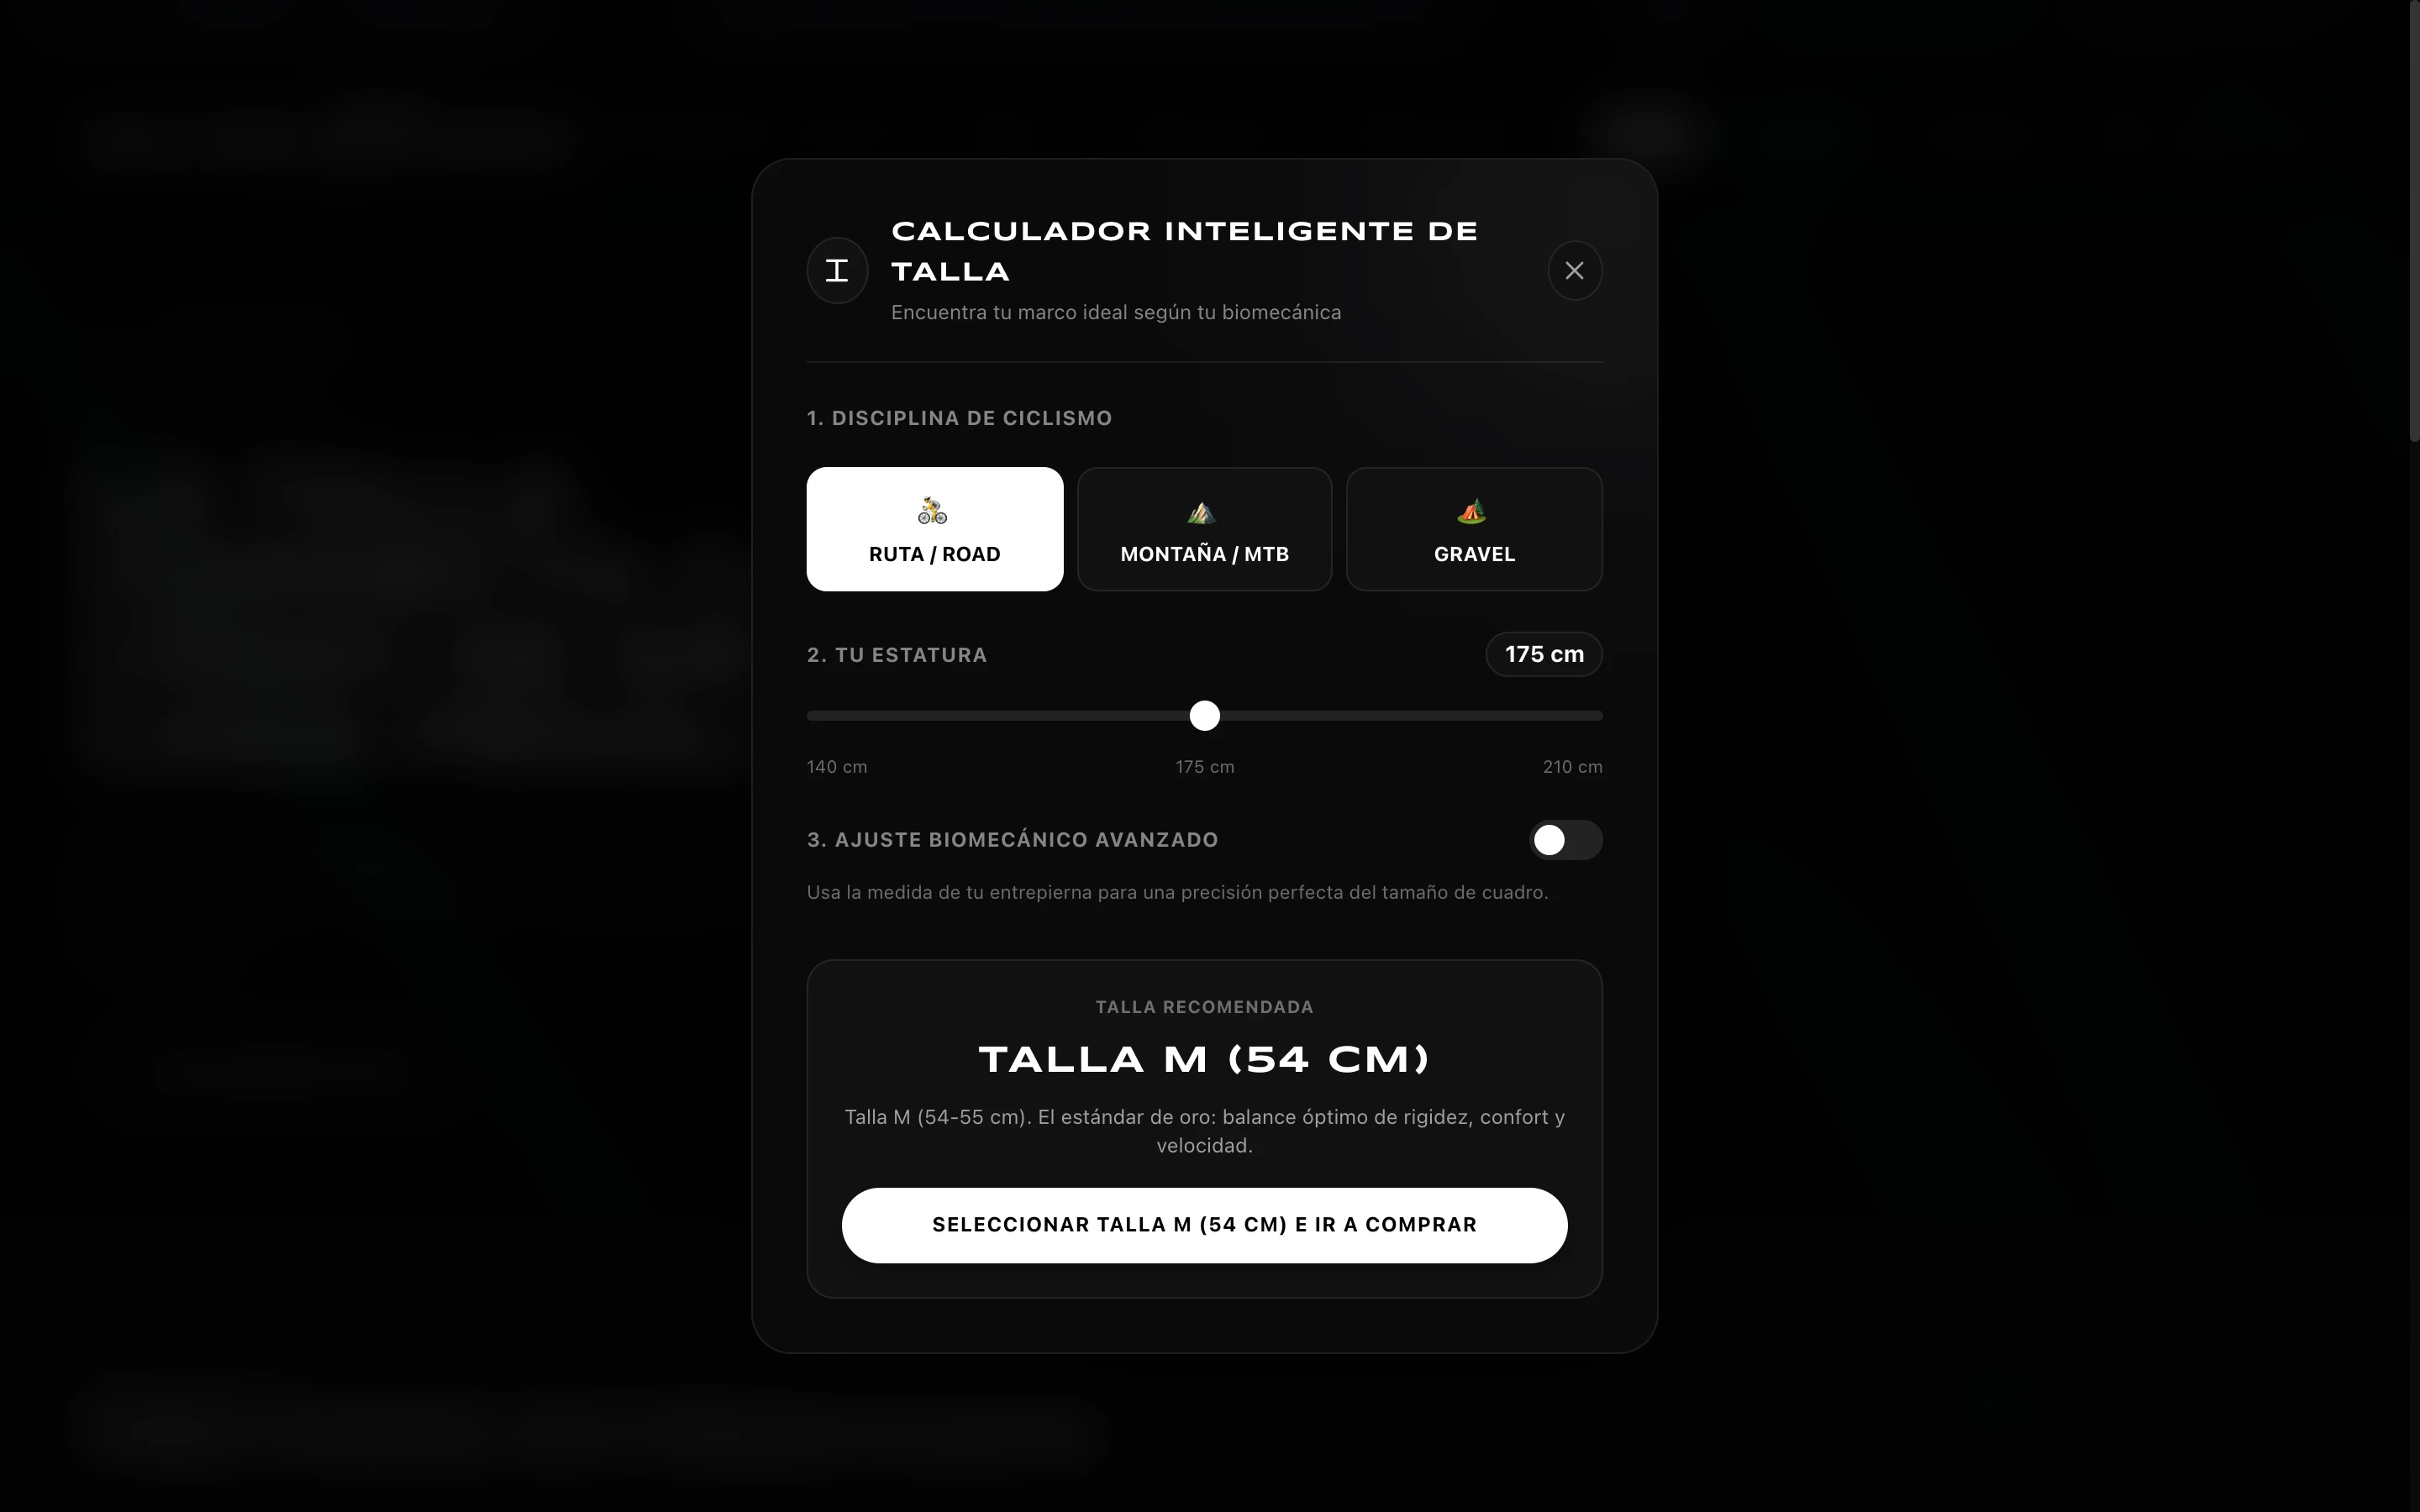 CALCULADOR INTELIGENTE DE
TALLA
Encuentra tu marco ideal según tu biomecánica
1. DISCIPLINA DE CICLISMO
RUTA / ROAD
MONTAÑA / MTB
GRAVEL
2. TU ESTATURA
175 cm
140 cm
175 cm
210 cm
3. AJUSTE BIOMECÁNICO AVANZADO
Usa la medida de tu entrepierna para una precisión perfecta del tamaño de cuadro.
TALLA RECOMENDADA
TALLA M (54 CM)
Talla M (54-55 cm). El estándar de oro: balance óptimo de rigidez, confort y
velocidad.
SELECCIONAR TALLA M (54 CM) E IR A COMPRAR